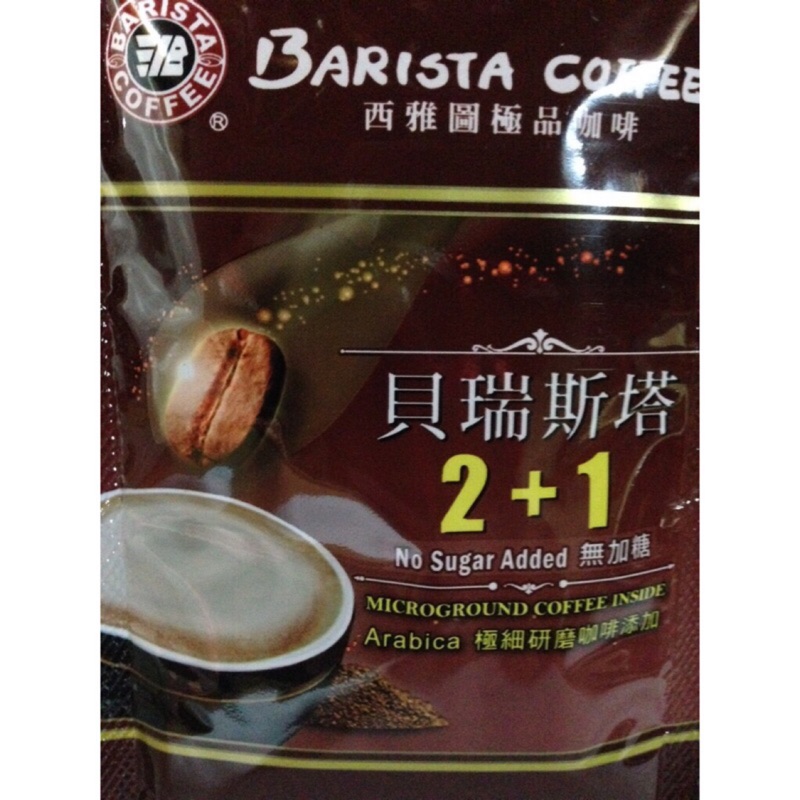 BARISTA
COFFEE
®
BARISTA COFFEE
西雅圖極品咖啡
貝瑞斯塔
2+1
No Sugar Added 無加糖
MICROGROUND COFFEE INSIDE
Arabica 極細研磨咖啡添加